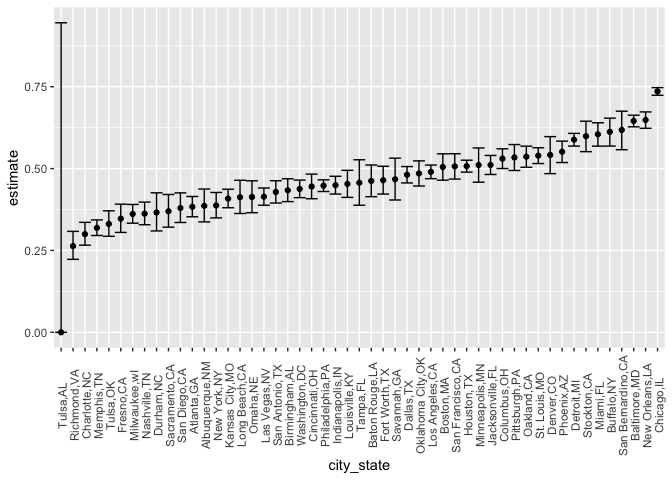 estimate
0.75
0.50
0.25
0.00
Tulsa,AL
Richmond,VA
Charlotte,NC
Memphis,TN
Tulsa,OK
Fresno,CA
Milwaukee,wI
Nashville,TN
Durham,NC
Sacramento,CA
San Diego,CA
Atlanta,GA
Albuquerque,NM
New York,NY
Kansas City,MO
Long Beach,CA
Omaha,NE
Las Vegas,NV
San Antonio,TX
Birmingham,AL
Washington,DC
Cincinnati,OH
Philadelphia,PA
Indianapolis,IN
Louisville,KY
Tampa,FL
Baton Rouge,LA
Fort Worth,TX
Savannah,GA
Dallas,TX
Oklahoma City,OK
Los Angeles,CA
Boston,MA
San Francisco,CA
Houston,TX
Minneapolis,MN
Jacksonville,FL
Columbus,OH
Pittsburgh,PA
Oakland,CA
St. Louis,MO
Denver,CO
Phoenix,AZ
Detroit,MI
Stockton,CA
Miami,FL
Buffalo,NY
San Bernardino,CA
Baltimore,MD
New Orleans,LA
Chicago,IL
city_state